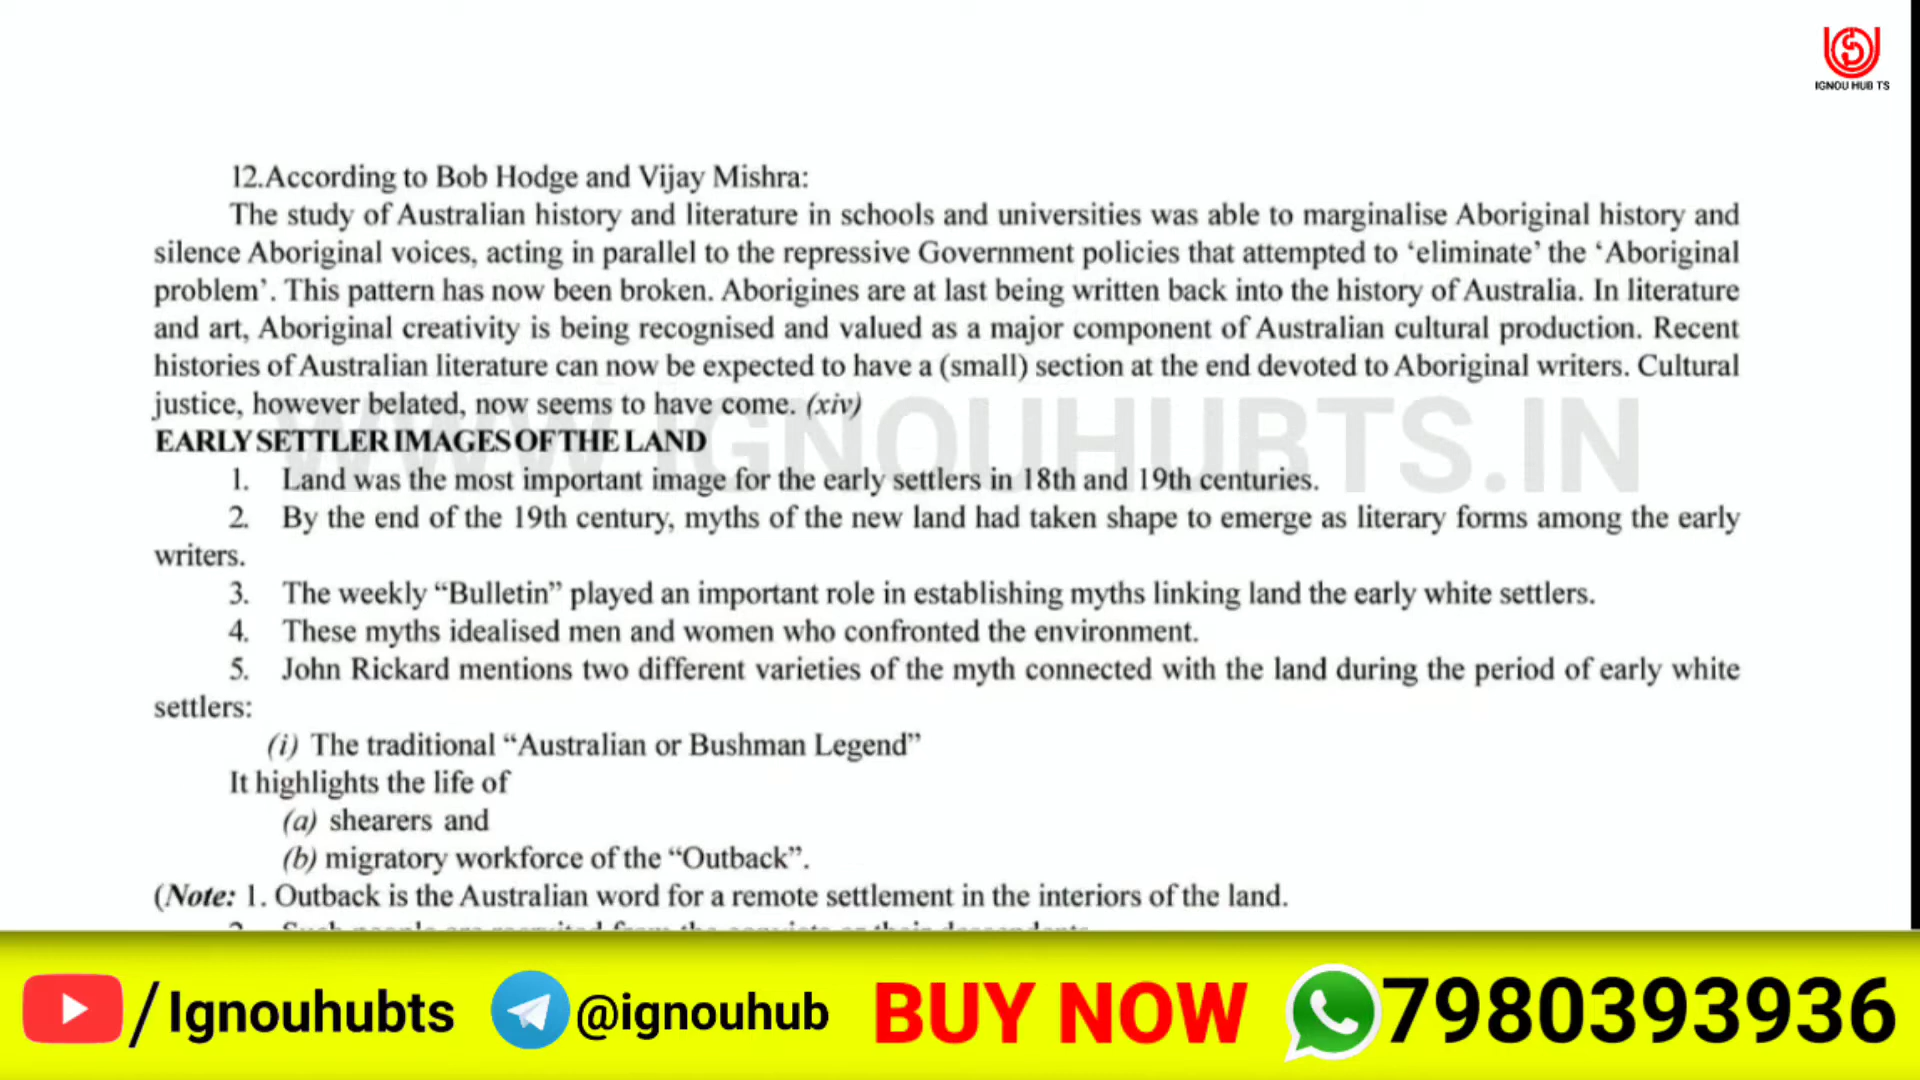 IGNOU HUB TS
12.According to Bob Hodge and Vijay Mishra:
The study of Australian history and literature in schools and universities was able to marginalise Aboriginal history and
silence Aboriginal voices, acting in parallel to the repressive Government policies that attempted to ‘eliminate’ the ‘Aboriginal
problem’. This pattern has now been broken. Aborigines are at last being written back into the history of Australia. In literature
and art, Aboriginal creativity is being recognised and valued as a major component of Australian cultural production. Recent
histories of Australian literature can now be expected to have a (small) section at the end devoted to Aboriginal writers. Cultural
justice, however belated, now seems to have come. (xiv)
WWW.IGNOUHUBTS.IN
EARLY SETTLER IMAGES OF THE LAND
1. Land was the most important image for the early settlers in 18th and 19th centuries.
2. By the end of the 19th century, myths of the new land had taken shape to emerge as literary forms among the early
writers.
3. The weekly “Bulletin” played an important role in establishing myths linking land the early white settlers.
4. These myths idealised men and women who confronted the environment.
5. John Rickard mentions two different varieties of the myth connected with the land during the period of early white
settlers:
(i) The traditional “Australian or Bushman Legend”
It highlights the life of
(a) shearers and
(b) migratory workforce of the “Outback”.
(Note: 1. Outback is the Australian word for a remote settlement in the interiors of the land.
2. Such people are recruited from the convicts or their descendants
/Ignouhubts @ignouhub BUY NOW 7980393936